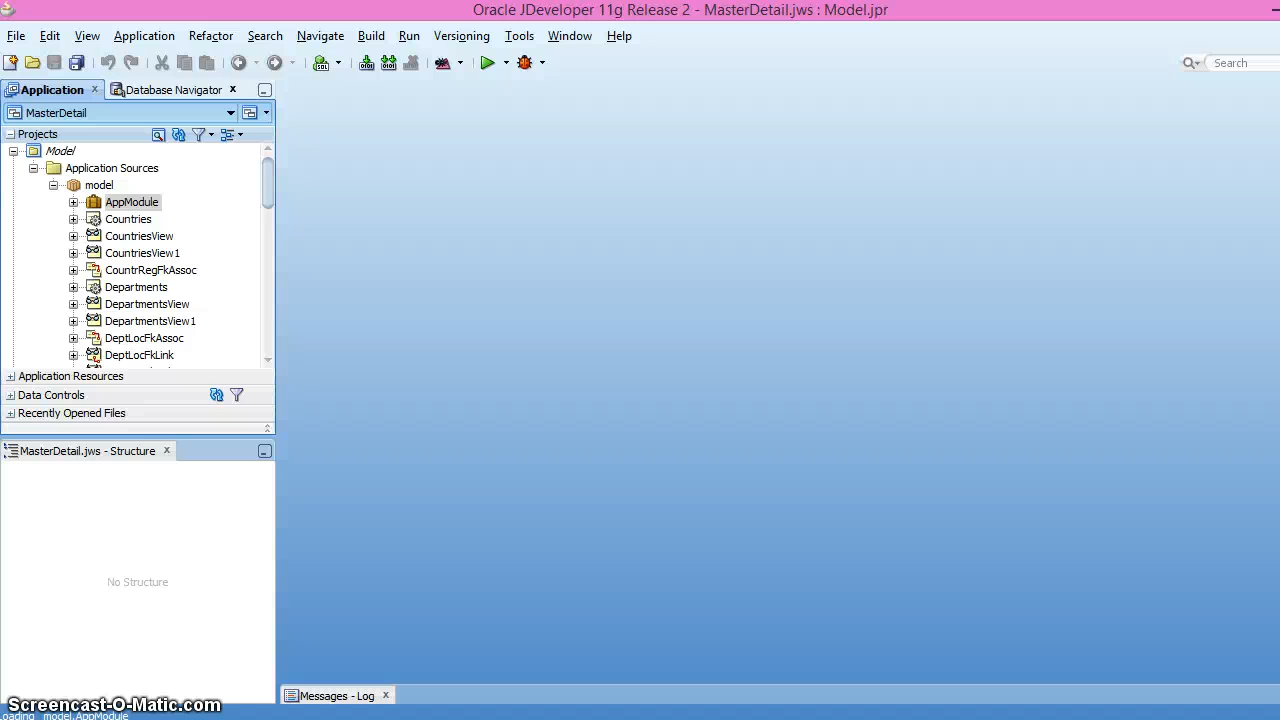 Oracle JDeveloper 11g Release 2 - MasterDetail.jws : Model.jpr
File Edit View Application Refactor Search Navigate Build Run Versioning Tools Window Help
Search
Application Database Navigator
MasterDetail
Projects
Model
Application Sources
model
AppModule
Countries
CountriesView
CountriesView1
CountrRegFkAssoc
Departments
DepartmentsView
DepartmentsView1
DeptLocFkAssoc
DeptLocFkLink
Application Resources
Data Controls
Recently Opened Files
MasterDetail.jws - Structure
No Structure
Messages - Log
Screencast-O-Matic.com
model.AppModule